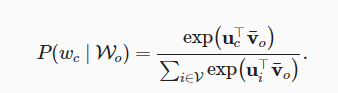 P(w_c | 𝒲_o) = exp(𝐮_c^⊤ 𝐯̄_o) / ∑_{i∈𝒱} exp(𝐮_i^⊤ 𝐯̄_o).